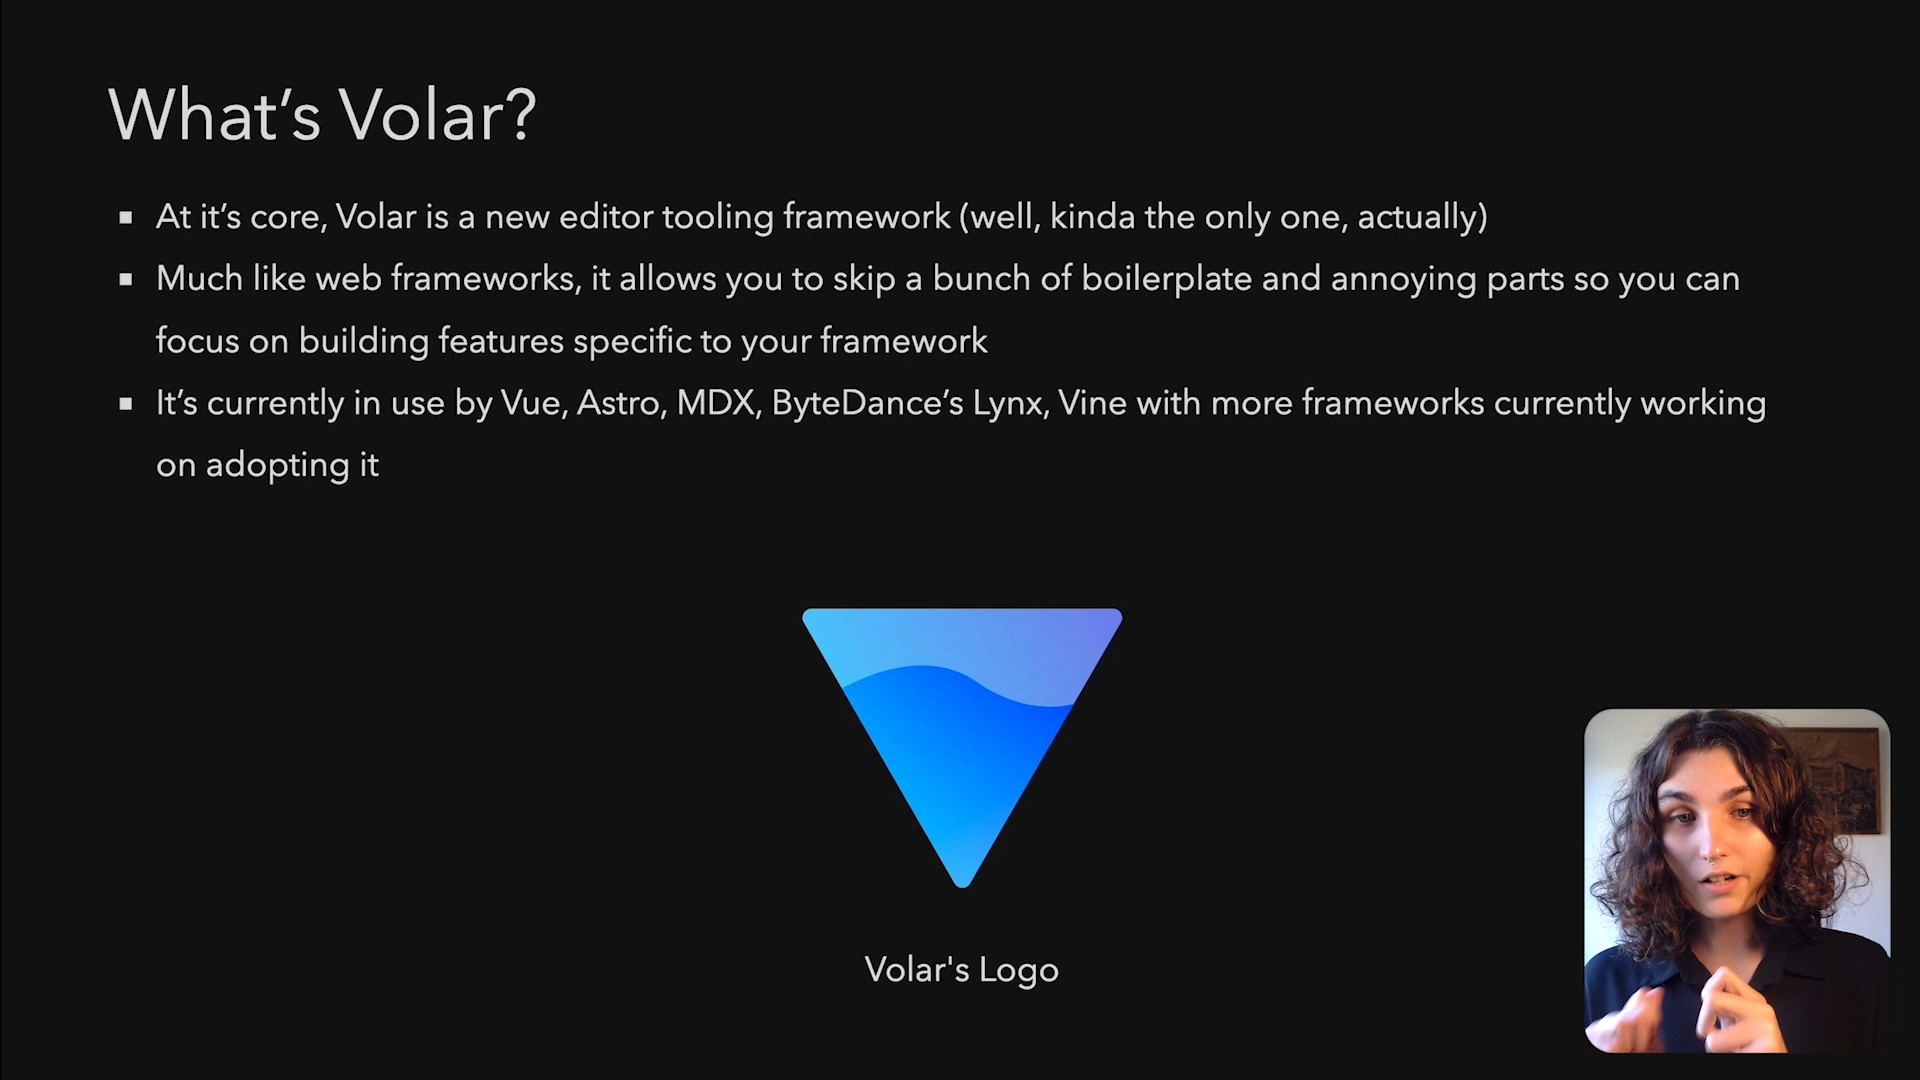 What’s Volar?
At it’s core, Volar is a new editor tooling framework (well, kinda the only one, actually)
Much like web frameworks, it allows you to skip a bunch of boilerplate and annoying parts so you can
focus on building features specific to your framework
It’s currently in use by Vue, Astro, MDX, ByteDance’s Lynx, Vine with more frameworks currently working
on adopting it
Volar's Logo